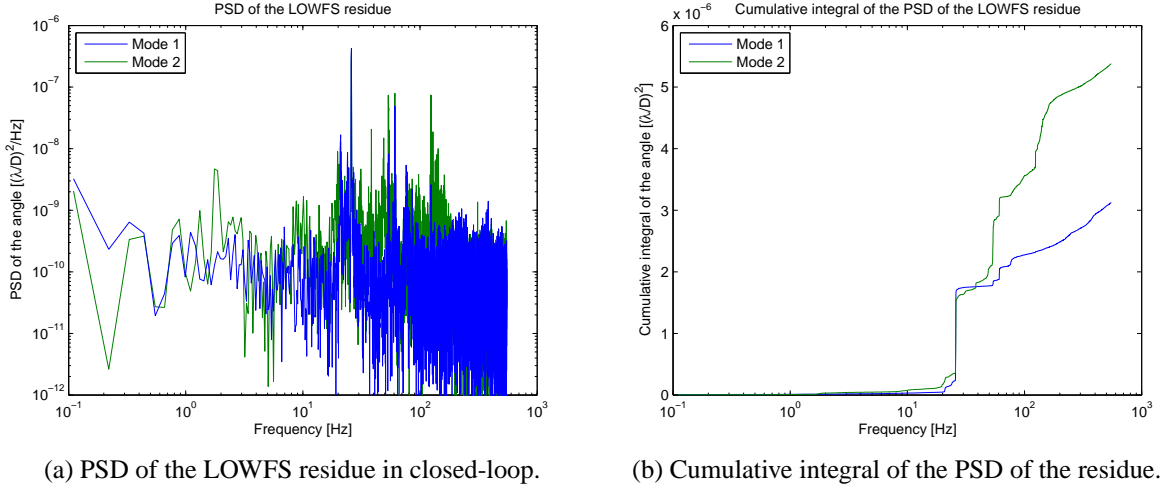 PSD of the LOWFS residue
Mode 1
Mode 2
PSD of the angle [(λ/D)²/Hz]
10⁻⁶
10⁻⁷
10⁻⁸
10⁻⁹
10⁻¹⁰
10⁻¹¹
10⁻¹²
10⁻¹
10⁰
10¹
10²
10³
Frequency [Hz]
(a) PSD of the LOWFS residue in closed-loop.
Cumulative integral of the PSD of the LOWFS residue
x 10⁻⁶
Mode 1
Mode 2
Cumulative integral of the angle [(λ/D)²]
6
5
4
3
2
1
0
10⁻¹
10⁰
10¹
10²
10³
Frequency [Hz]
(b) Cumulative integral of the PSD of the residue.